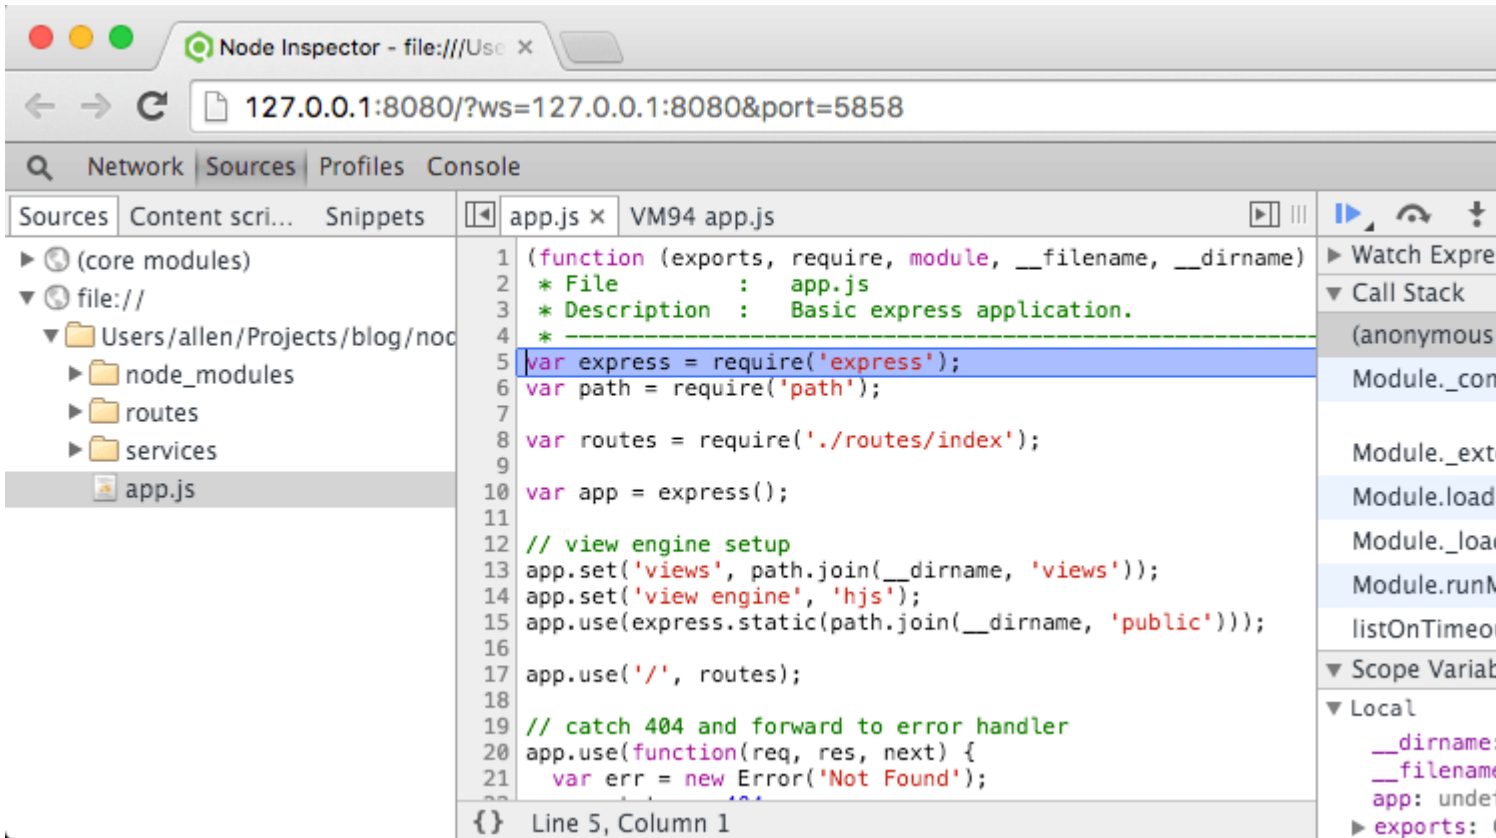 Node Inspector - file:///Use
127.0.0.1:8080/?ws=127.0.0.1:8080&port=5858
Network Sources Profiles Console
Sources Content scri... Snippets
(core modules)
file://
Users/allen/Projects/blog/nod
node_modules
routes
services
app.js
app.js × VM94 app.js
1 (function (exports, require, module, __filename, __dirname)
2 * File : app.js
3 * Description : Basic express application.
4 * ------------------------------------------------------------
5 var express = require('express');
6 var path = require('path');
7
8 var routes = require('./routes/index');
9
10 var app = express();
11
12 // view engine setup
13 app.set('views', path.join(__dirname, 'views'));
14 app.set('view engine', 'hjs');
15 app.use(express.static(path.join(__dirname, 'public')));
16
17 app.use('/', routes);
18
19 // catch 404 and forward to error handler
20 app.use(function(req, res, next) {
21 var err = new Error('Not Found');
{} Line 5, Column 1
Watch Expre
Call Stack
(anonymous
Module._com
Module._exte
Module.load
Module._load
Module.runM
listOnTimeou
Scope Variab
Local
__dirname:
__filename
app: undef
exports: